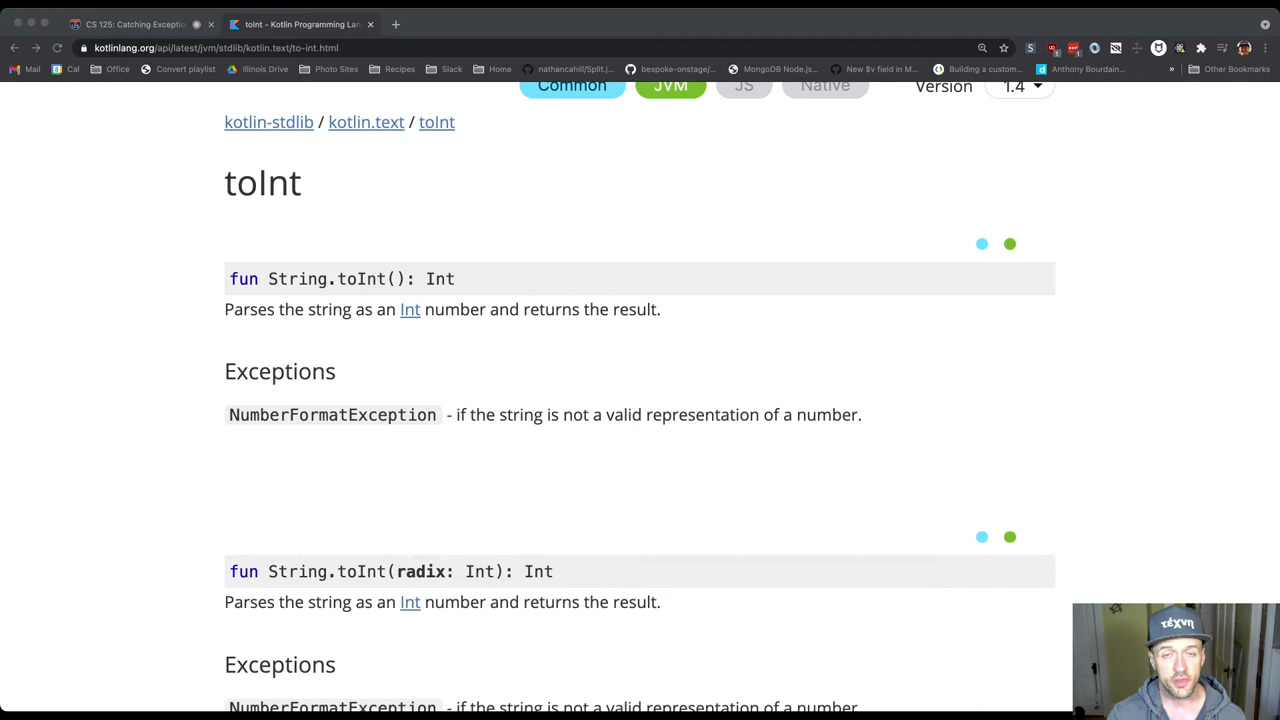 CS 125: Catching Exceptio
toInt - Kotlin Programming Lan
kotlinlang.org/api/latest/jvm/stdlib/kotlin.text/to-int.html
Mail Cal Office Convert playlist Illinois Drive Photo Sites Recipes Slack Home nathancahill/Split.j... bespoke-onstage/... MongoDB Node.js... New $v field in M... Building a custom... Anthony Bourdain... » Other Bookmarks
Common JVM JS Native Version 1.4
kotlin-stdlib / kotlin.text / toInt
toInt
fun String.toInt(): Int
Parses the string as an Int number and returns the result.
Exceptions
NumberFormatException - if the string is not a valid representation of a number.
fun String.toInt(radix: Int): Int
Parses the string as an Int number and returns the result.
Exceptions
NumberFormatException - if the string is not a valid representation of a number.
τέχνη